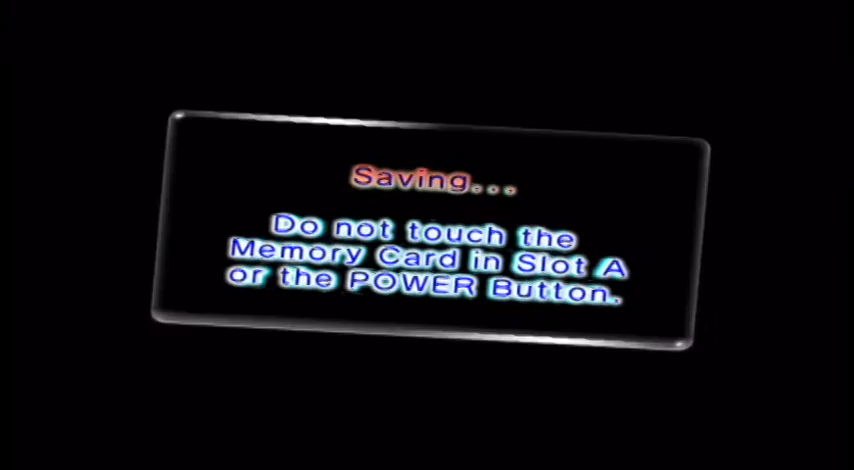 Saving...
Do not touch the
Memory Card in Slot A
or the POWER Button.